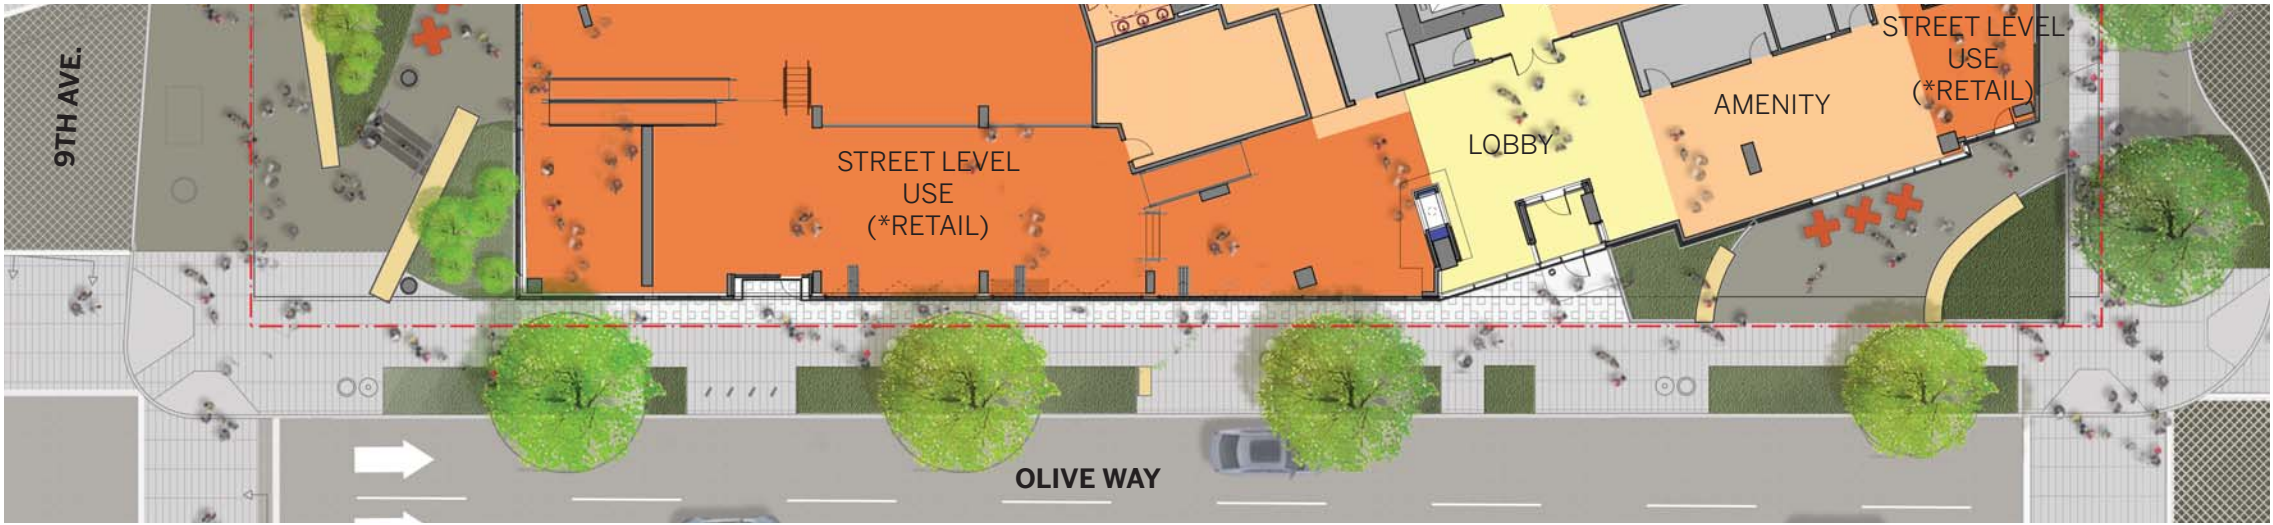 9TH AVE.
STREET LEVEL
USE
(*RETAIL)
LOBBY
AMENITY
STREET LEVEL
USE
(*RETAIL)
OLIVE WAY